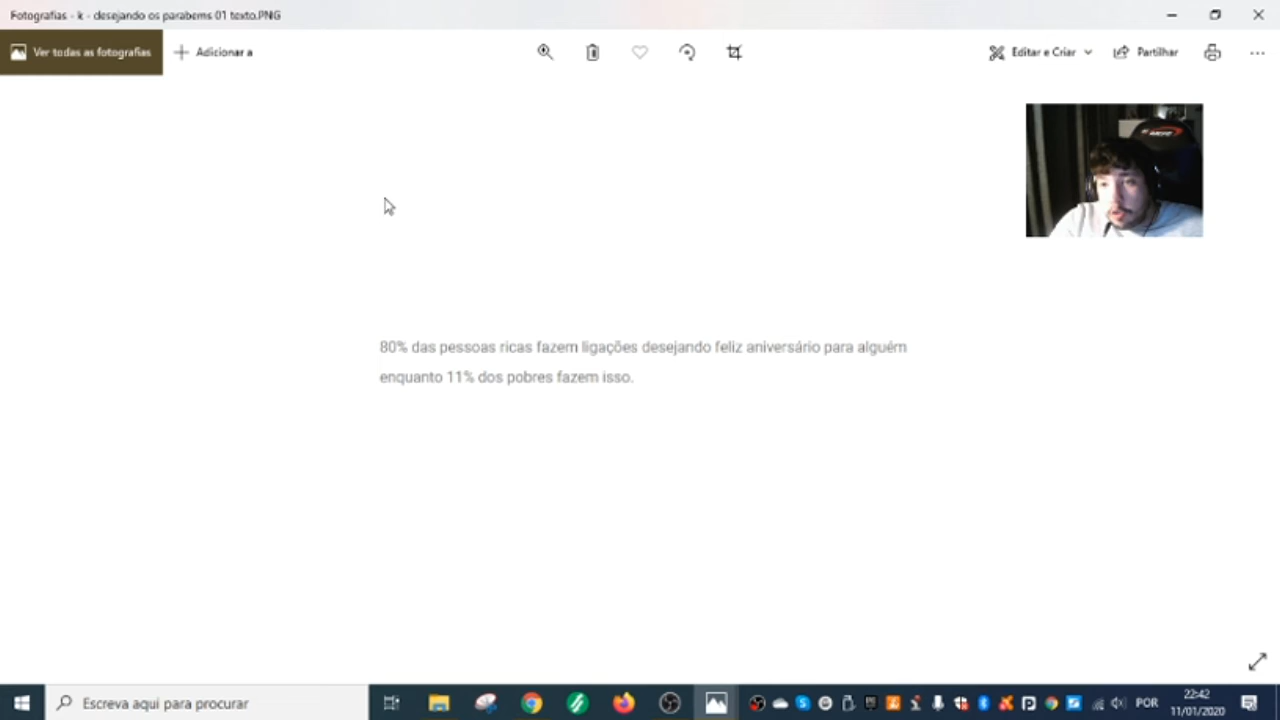 Fotografias - k - desejando os parabems 01 texto.PNG
Ver todas as fotografias
Adicionar a
Editar e Criar
Partilhar
80% das pessoas ricas fazem ligações desejando feliz aniversário para alguém
enquanto 11% dos pobres fazem isso.
Escreva aqui para procurar
POR
22:42
11/01/2020